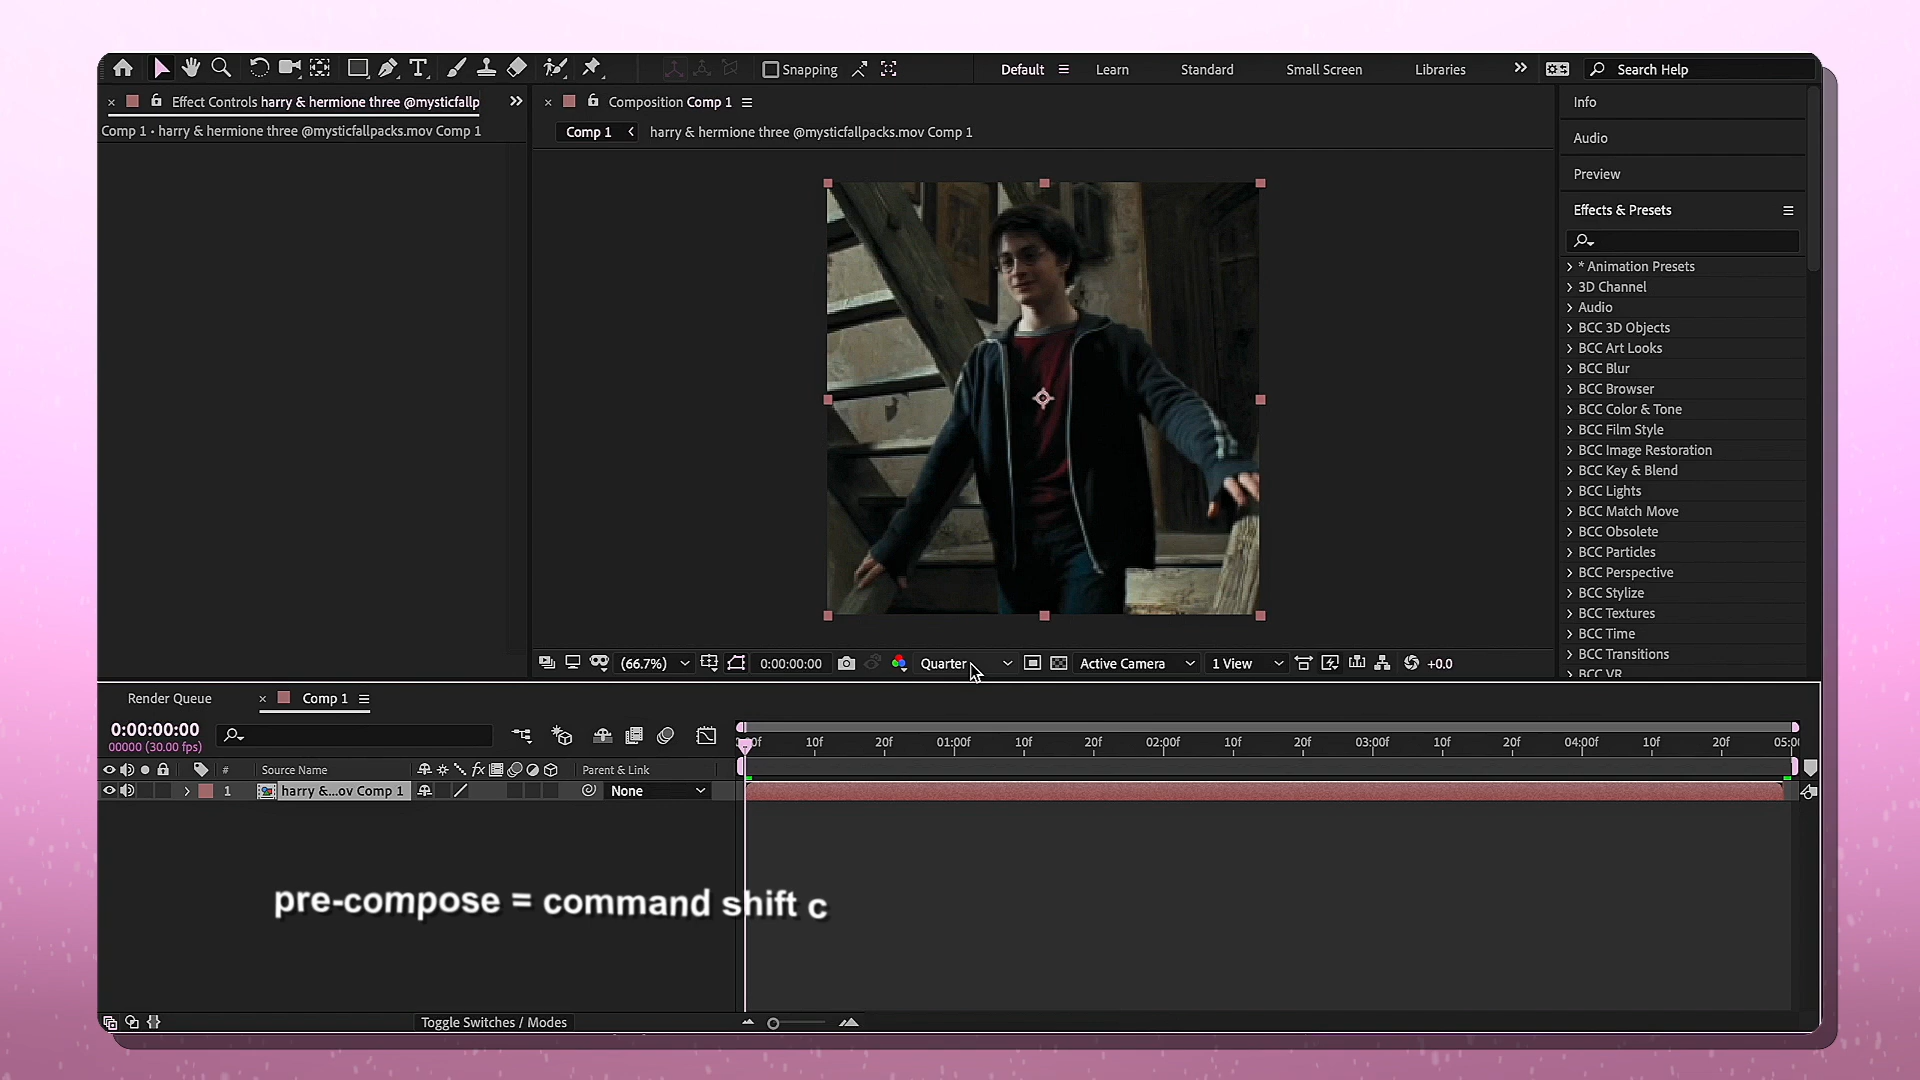 Snapping
Default
Learn
Standard
Small Screen
Libraries
Search Help
Effect Controls harry & hermione three @mysticfallp
Comp 1 • harry & hermione three @mysticfallpacks.mov Comp 1
Composition Comp 1
Comp 1
harry & hermione three @mysticfallpacks.mov Comp 1
(66.7%)
0:00:00:00
Quarter
Active Camera
1 View
+0.0
Info
Audio
Preview
Effects & Presets
* Animation Presets
3D Channel
Audio
BCC 3D Objects
BCC Art Looks
BCC Blur
BCC Browser
BCC Color & Tone
BCC Film Style
BCC Image Restoration
BCC Key & Blend
BCC Lights
BCC Match Move
BCC Obsolete
BCC Particles
BCC Perspective
BCC Stylize
BCC Textures
BCC Time
BCC Transitions
BCC VR
Render Queue
Comp 1
0:00:00:00
00000 (30.00 fps)
10f 20f 01:00f 10f 20f 02:00f 10f 20f 03:00f 10f 20f 04:00f 10f 20f
# Source Name fx Parent & Link
1 harry &...ov Comp 1 None
pre-compose = command shift c
Toggle Switches / Modes